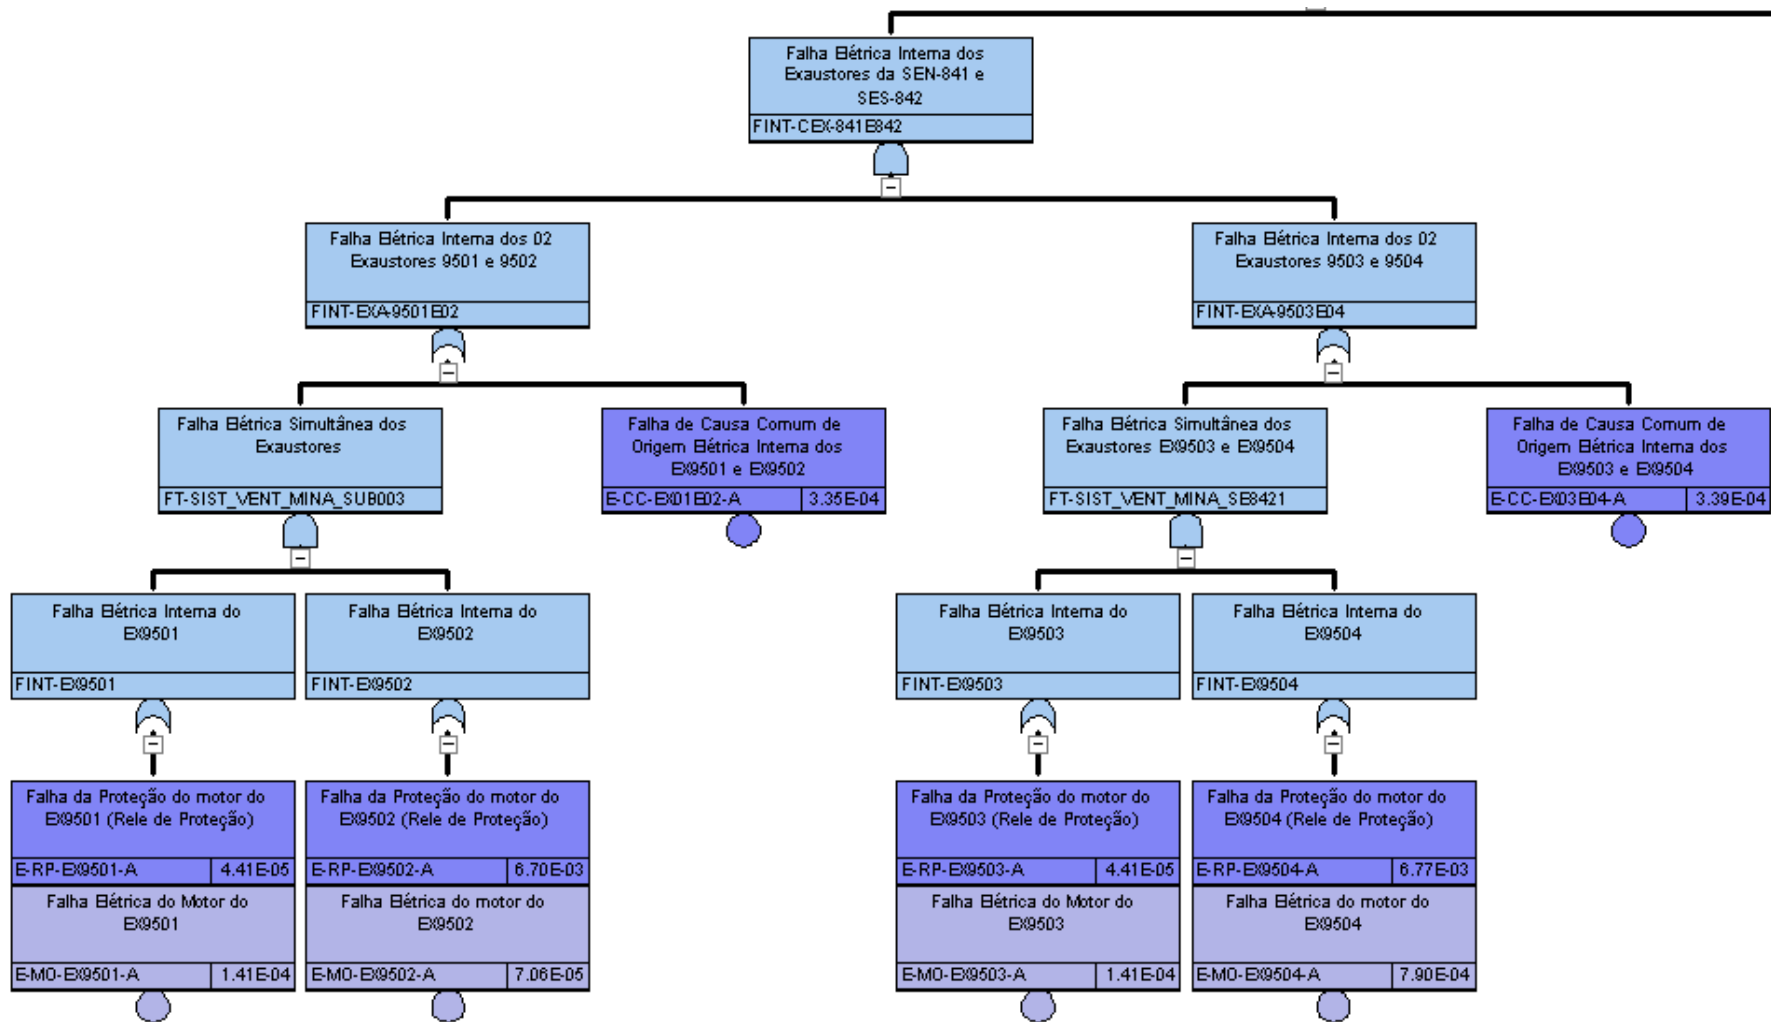 Falha Elétrica Interna dos
Exaustores da SEN-841 e
SES-842
FINT-CEX-841E842
Falha Elétrica Interna dos 02
Exaustores 9501 e 9502
FINT-EXA-9501E02
Falha Elétrica Interna dos 02
Exaustores 9503 e 9504
FINT-EXA-9503E04
Falha Elétrica Simultânea dos
Exaustores
FT-SIST_VENT_MINA_SUB003
Falha de Causa Comum de
Origem Elétrica Interna dos
EX9501 e EX9502
E-CC-EX01E02-A 3.35E-04
Falha Elétrica Simultânea dos
Exaustores EX9503 e EX9504
FT-SIST_VENT_MINA_SE8421
Falha de Causa Comum de
Origem Elétrica Interna dos
EX9503 e EX9504
E-CC-EX03E04-A 3.39E-04
Falha Elétrica Interna do
EX9501
FINT-EX9501
Falha Elétrica Interna do
EX9502
FINT-EX9502
Falha Elétrica Interna do
EX9503
FINT-EX9503
Falha Elétrica Interna do
EX9504
FINT-EX9504
Falha da Proteção do motor do
EX9501 (Rele de Proteção)
E-RP-EX9501-A 4.41E-05
Falha Elétrica do Motor do
EX9501
E-MO-EX9501-A 1.41E-04
Falha da Proteção do motor do
EX9502 (Rele de Proteção)
E-RP-EX9502-A 6.70E-03
Falha Elétrica do motor do
EX9502
E-MO-EX9502-A 7.06E-05
Falha da Proteção do motor do
EX9503 (Rele de Proteção)
E-RP-EX9503-A 4.41E-05
Falha Elétrica do Motor do
EX9503
E-MO-EX9503-A 1.41E-04
Falha da Proteção do motor do
EX9504 (Rele de Proteção)
E-RP-EX9504-A 6.77E-03
Falha Elétrica do motor do
EX9504
E-MO-EX9504-A 7.90E-04